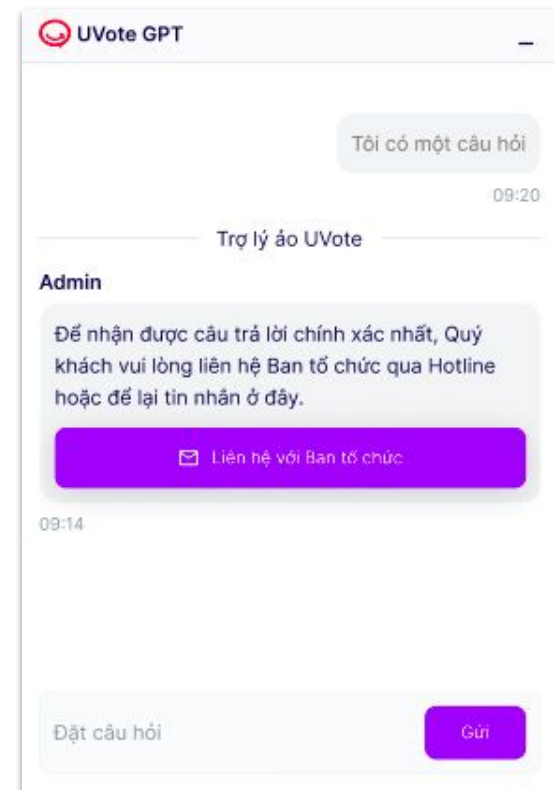 UVote GPT
Tôi có một câu hỏi
09:20
Trợ lý ảo UVote
Admin
Để nhận được câu trả lời chính xác nhất, Quý
khách vui lòng liên hệ Ban tổ chức qua Hotline
hoặc để lại tin nhắn ở đây.
Liên hệ với Ban tổ chức
09:14
Đặt câu hỏi
Gửi